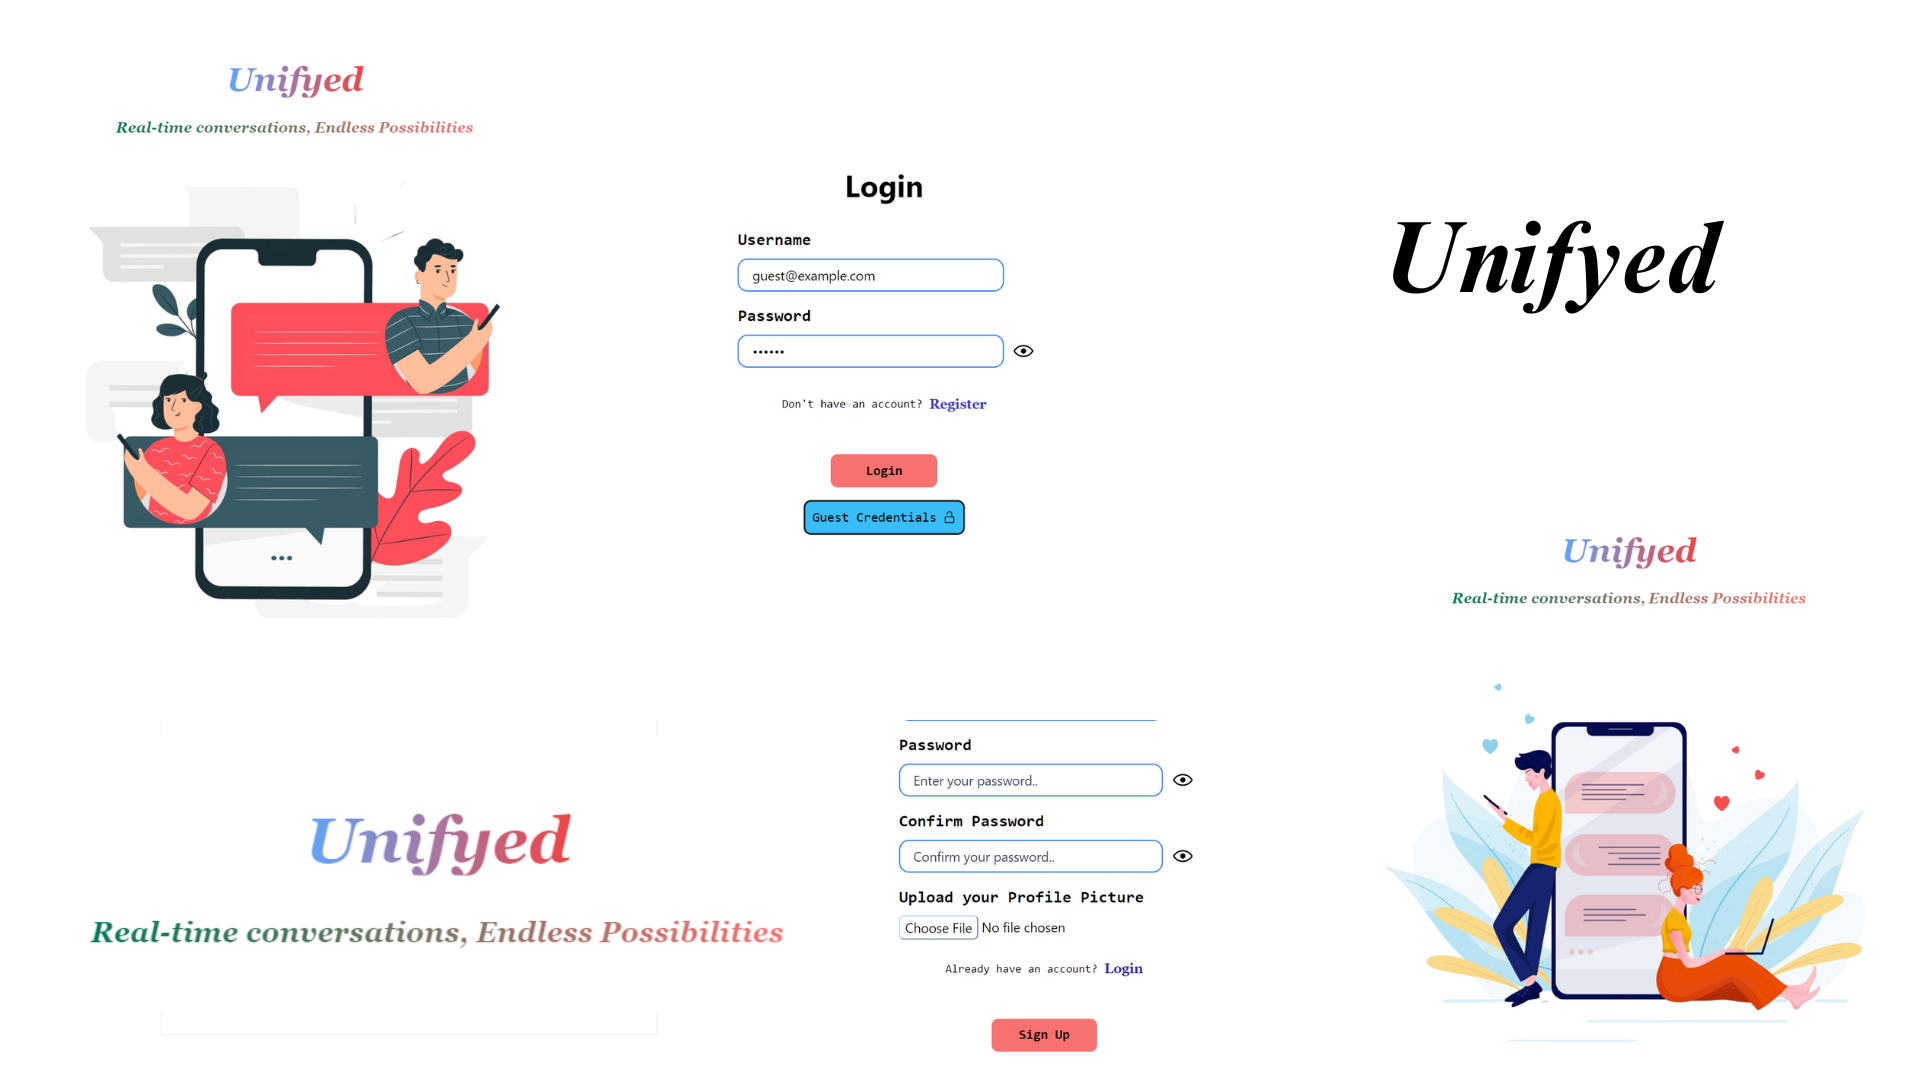 Unifyed
Real-time conversations, Endless Possibilities
Login
Username
guest@example.com
Password
••••••
Don't have an account? Register
Login
Guest Credentials
Unifyed
Unifyed
Real-time conversations, Endless Possibilities
Unifyed
Real-time conversations, Endless Possibilities
Password
Enter your password..
Confirm Password
Confirm your password..
Upload your Profile Picture
Choose File No file chosen
Already have an account? Login
Sign Up